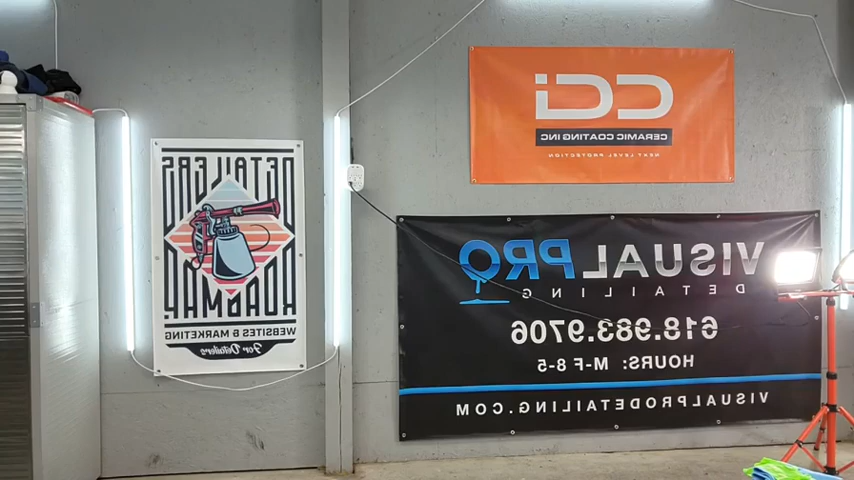 DETAILERS
ROADMAP
WEBSITES & MARKETING
For Detailers
CCi
CERAMIC COATING INC
NEXT LEVEL PROTECTION
VISUAL PRO
DETAILING
618.983.9706
HOURS: M-F 8-5
VISUALPRODETAILING.COM